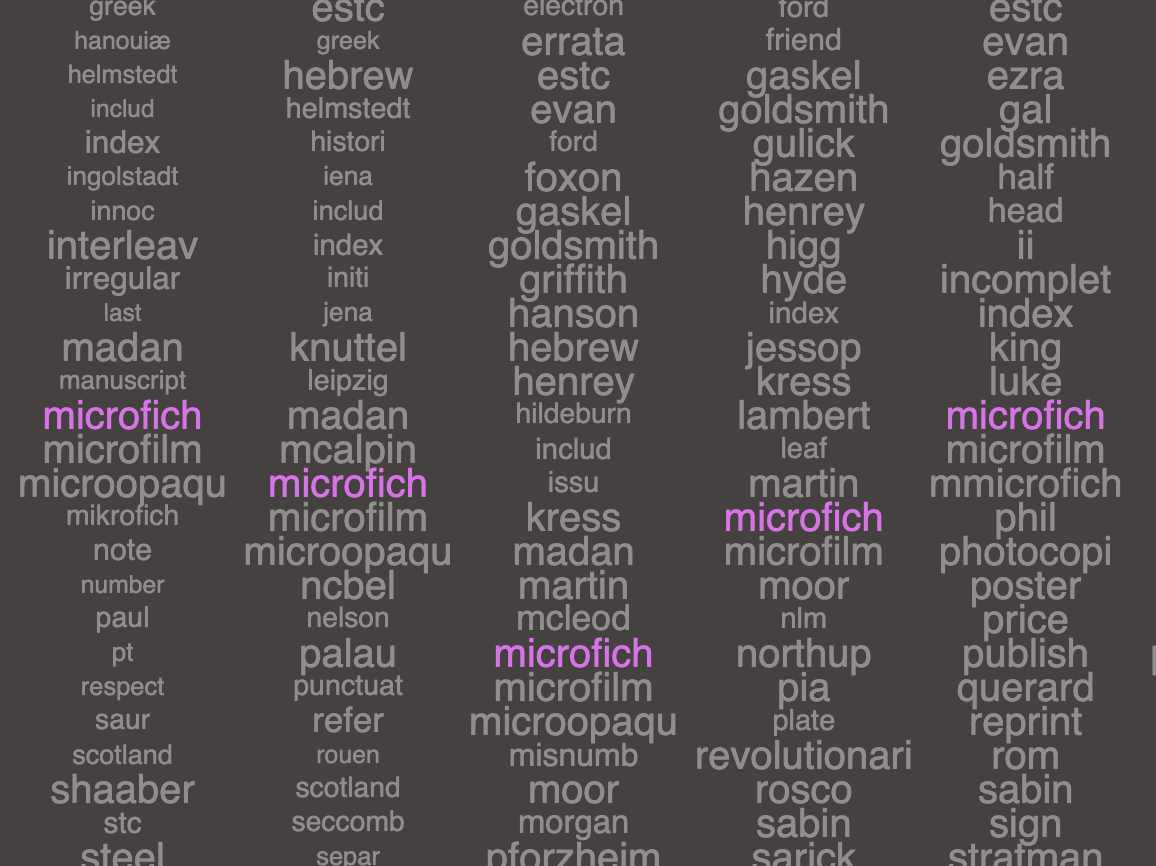 greek
hanouiæ
helmstedt
includ
index
ingolstadt
innoc
interleav
irregular
last
madan
manuscript
microfich
microfilm
microopaqu
mikrofich
note
number
paul
pt
respect
saur
scotland
shaaber
stc
steel
estc
greek
hebrew
helmstedt
histori
iena
includ
index
initi
jena
knuttel
leipzig
madan
mcalpin
microfich
microfilm
microopaqu
ncbel
nelson
palau
punctuat
refer
rouen
scotland
seccomb
separ
electron
errata
estc
evan
ford
foxon
gaskel
goldsmith
griffith
hanson
hebrew
henrey
hildeburn
includ
issu
kress
madan
martin
mcleod
microfich
microfilm
microopaqu
misnumb
moor
morgan
pforzheim
ford
friend
gaskel
goldsmith
gulick
hazen
henrey
higg
hyde
index
jessop
kress
lambert
leaf
martin
microfich
microfilm
moor
nlm
northup
pia
plate
revolutionari
rosco
sabin
sarick
estc
evan
ezra
gal
goldsmith
half
head
ii
incomplet
index
king
luke
microfich
microfilm
mmicrofich
phil
photocopi
poster
price
publish
querard
reprint
rom
sabin
sign
stratman